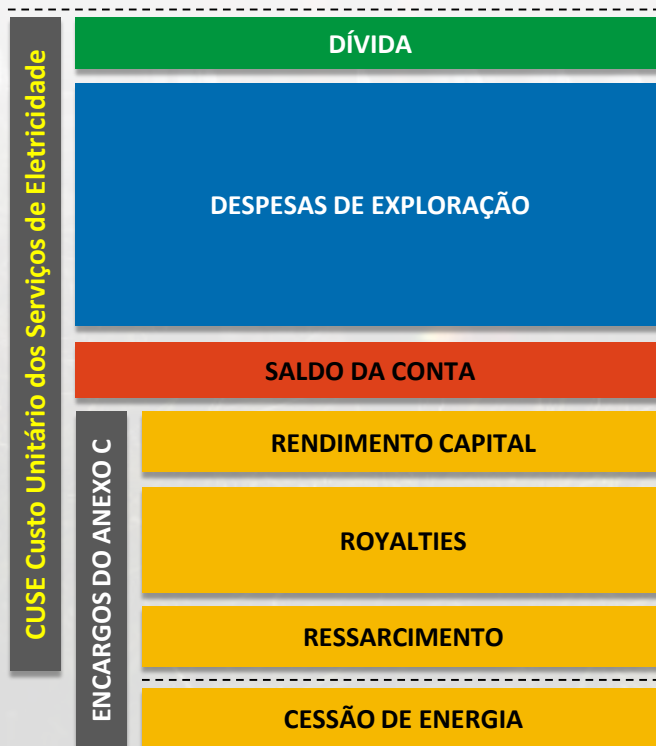 CUSE Custo Unitário dos Serviços de Eletricidade
DÍVIDA
DESPESAS DE EXPLORAÇÃO
SALDO DA CONTA
ENCARGOS DO ANEXO C
RENDIMENTO CAPITAL
ROYALTIES
RESSARCIMENTO
CESSÃO DE ENERGIA